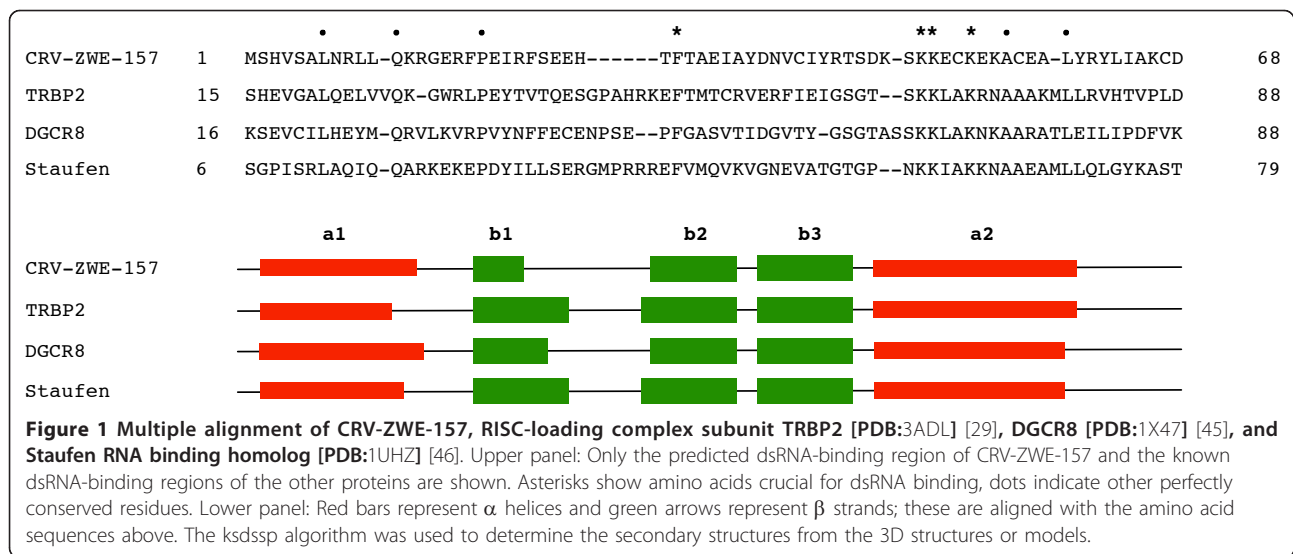 • • • * ** * • •
CRV-ZWE-157 1 MSHVSALNRLL-QKRGERFPEIRFSEEH------TFTAEIAYDNVCIYRTSDK-SKKECKEKACEA-LYRYLIAKCD 68
TRBP2 15 SHEVGALQELVVQK-GWRLPEYTVTQESGPAHRKEFTMTCRVERFIEIGSGT--SKKLAKRNAAAKMLLRVHTVPLD 88
DGCR8 16 KSEVCILHEYM-QRVLKVRPVYNFFECENPSE--PFGASVTIDGVTY-GSGTASSKKLAKNKAARATLEILIPDFVK 88
Staufen 6 SGPISRLAQIQ-QARKEKEPDYILLSERGMPRRREFVMQVKVGNEVATGTGP--NKKIAKKNAAEAMLLQLGYKAST 79
a1 b1 b2 b3 a2
CRV-ZWE-157
TRBP2
DGCR8
Staufen
Figure 1 Multiple alignment of CRV-ZWE-157, RISC-loading complex subunit TRBP2 [PDB:3ADL] [29], DGCR8 [PDB:1X47] [45], and
Staufen RNA binding homolog [PDB:1UHZ] [46]. Upper panel: Only the predicted dsRNA-binding region of CRV-ZWE-157 and the known
dsRNA-binding regions of the other proteins are shown. Asterisks show amino acids crucial for dsRNA binding, dots indicate other perfectly
conserved residues. Lower panel: Red bars represent α helices and green arrows represent β strands; these are aligned with the amino acid
sequences above. The ksdssp algorithm was used to determine the secondary structures from the 3D structures or models.